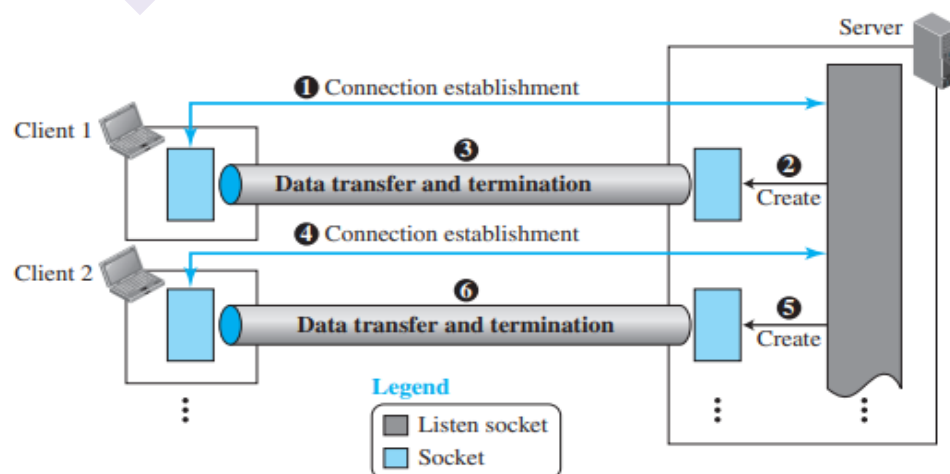 Server
❶ Connection establishment
Client 1
❸
Data transfer and termination
❷
Create
❹ Connection establishment
Client 2
❻
Data transfer and termination
❺
Create
Legend
Listen socket
Socket